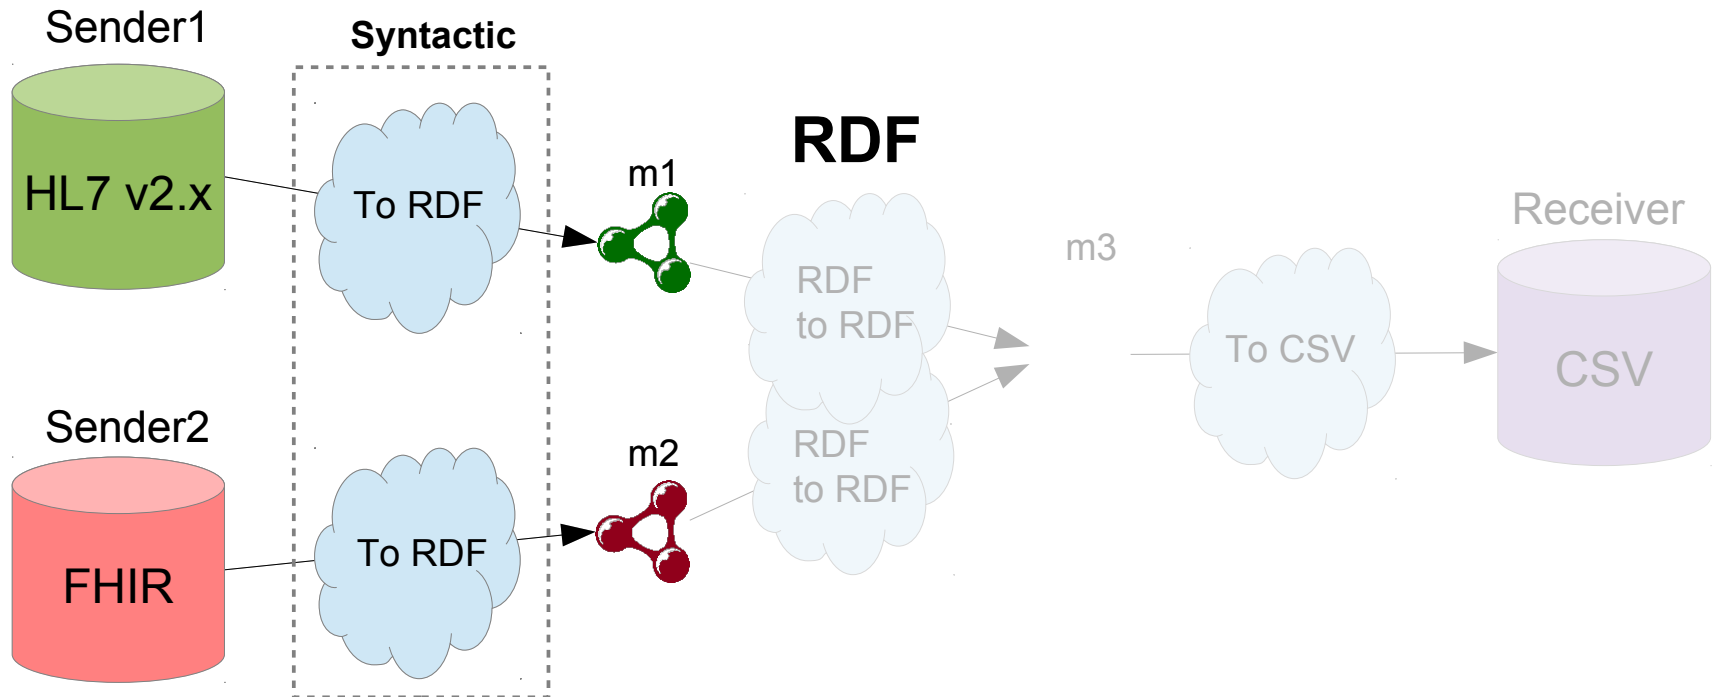 Sender1
Syntactic
HL7 v2.x
To RDF
m1
RDF
RDF
to RDF
m3
To CSV
Receiver
CSV
Sender2
FHIR
To RDF
m2
RDF
to RDF